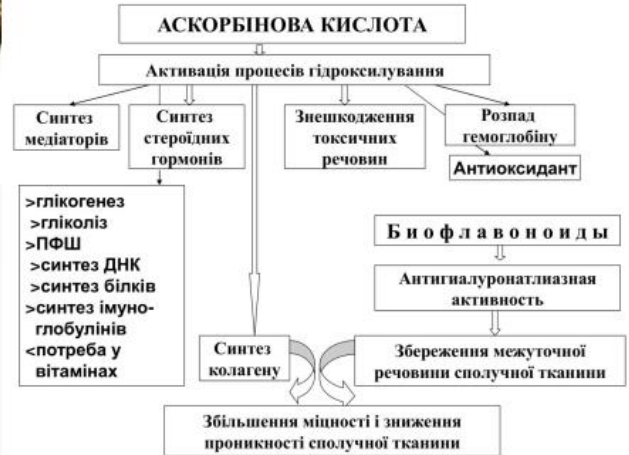 АСКОРБІНОВА КИСЛОТА
Активація процесів гідроксилування
Синтез
медіаторів
Синтез
стероїдних
гормонів
Знешкодження
токсичних
речовин
Розпад
гемоглобіну
Антиоксидант
>глікогенез
>гліколіз
>ПФШ
>синтез ДНК
>синтез білків
>синтез імуно-
глобулінів
<потреба у
вітамінах
Биофлавоноиды
Антигиалуронатлиазная
активность
Синтез
колагену
Збереження межуточної
речовини сполучної тканини
Збільшення міцності і зниження
проникності сполучної тканини